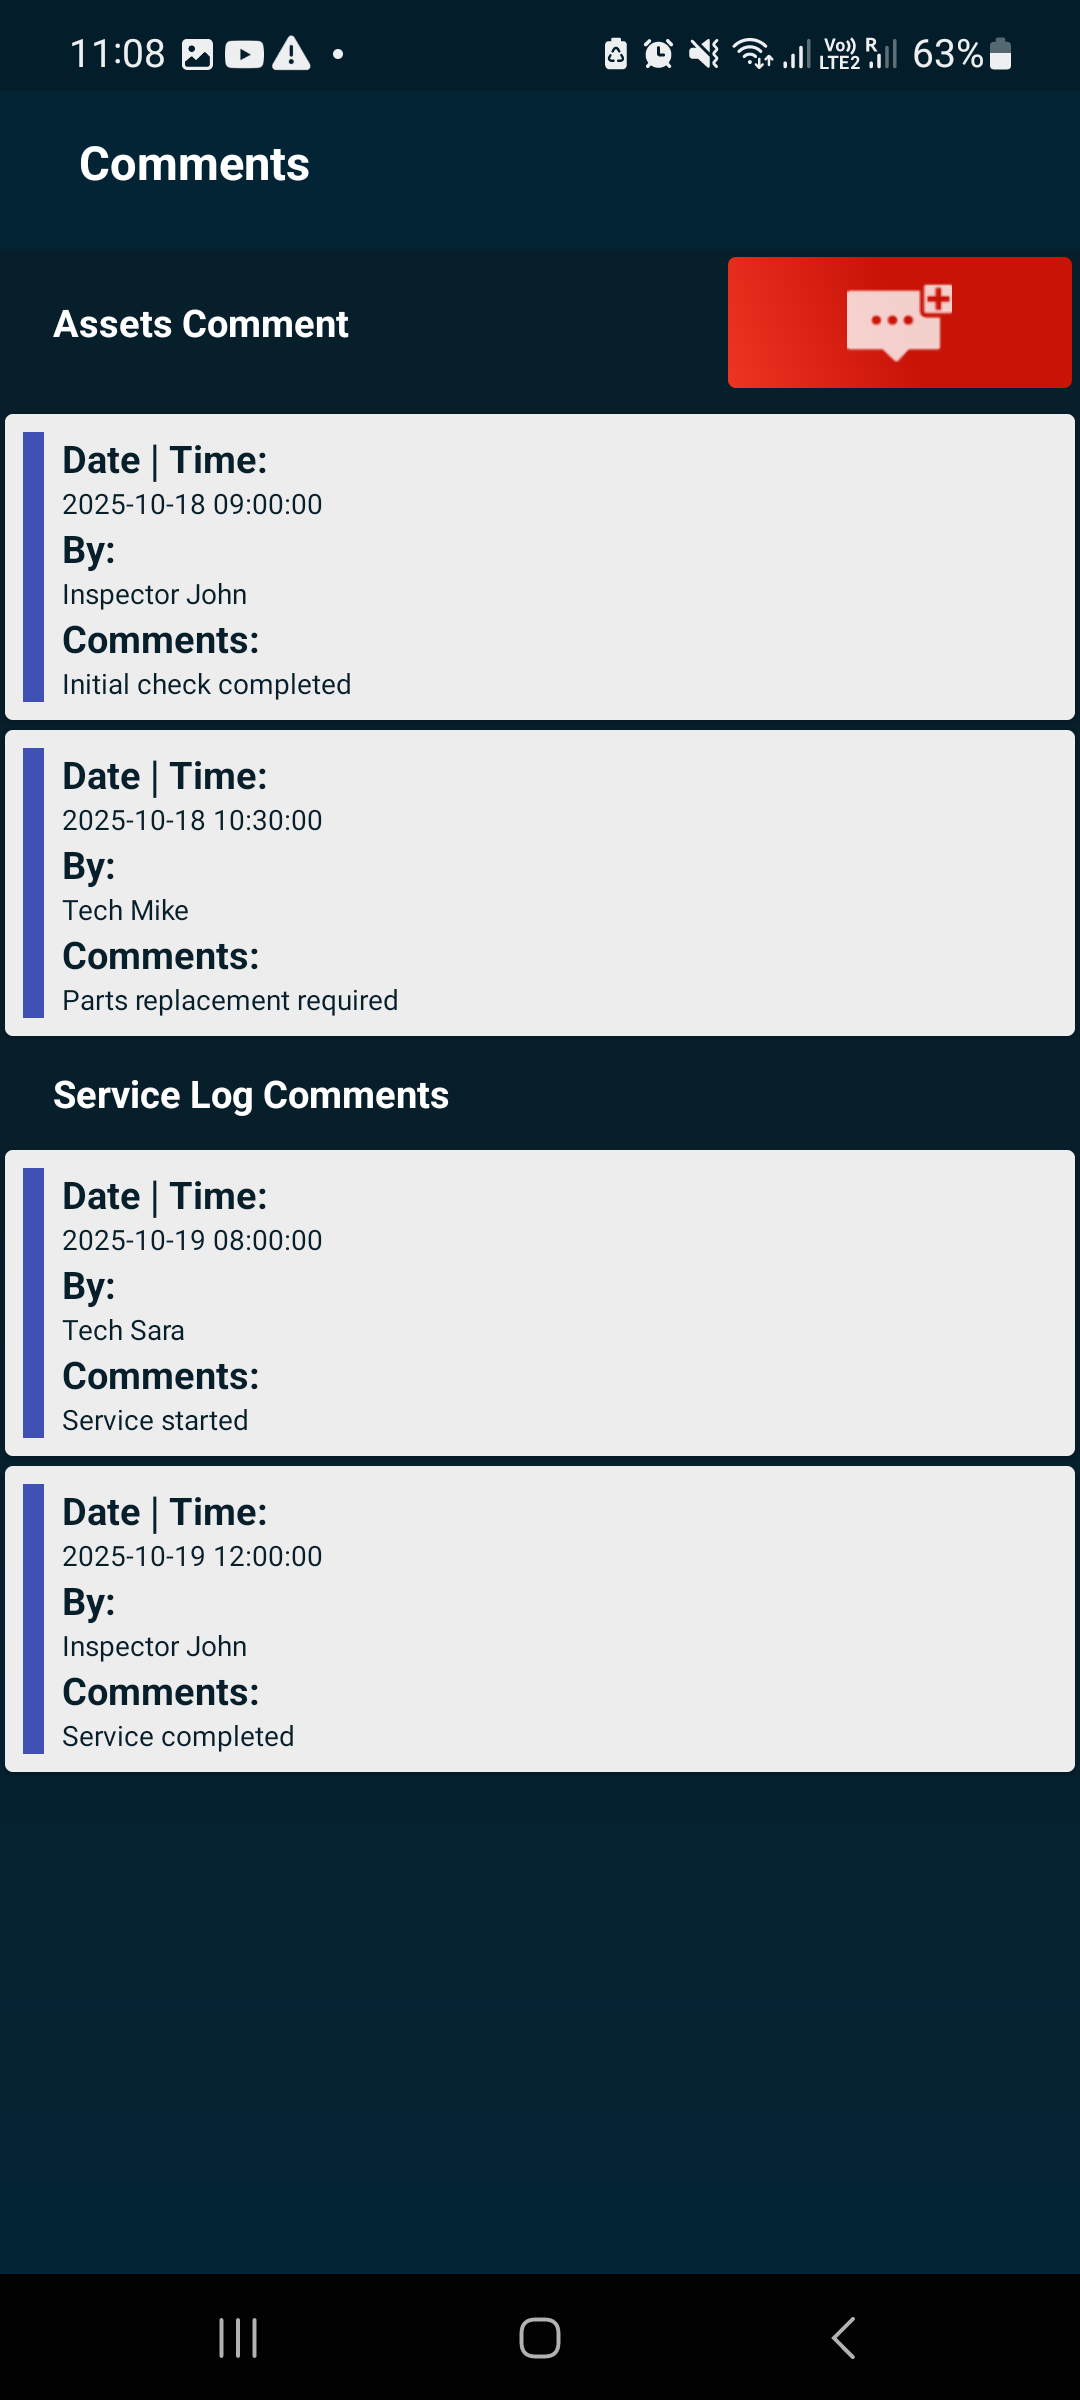 11:08
Vo)) R
LTE2
63%
Comments
Assets Comment
Date | Time:
2025-10-18 09:00:00
By:
Inspector John
Comments:
Initial check completed
Date | Time:
2025-10-18 10:30:00
By:
Tech Mike
Comments:
Parts replacement required
Service Log Comments
Date | Time:
2025-10-19 08:00:00
By:
Tech Sara
Comments:
Service started
Date | Time:
2025-10-19 12:00:00
By:
Inspector John
Comments:
Service completed